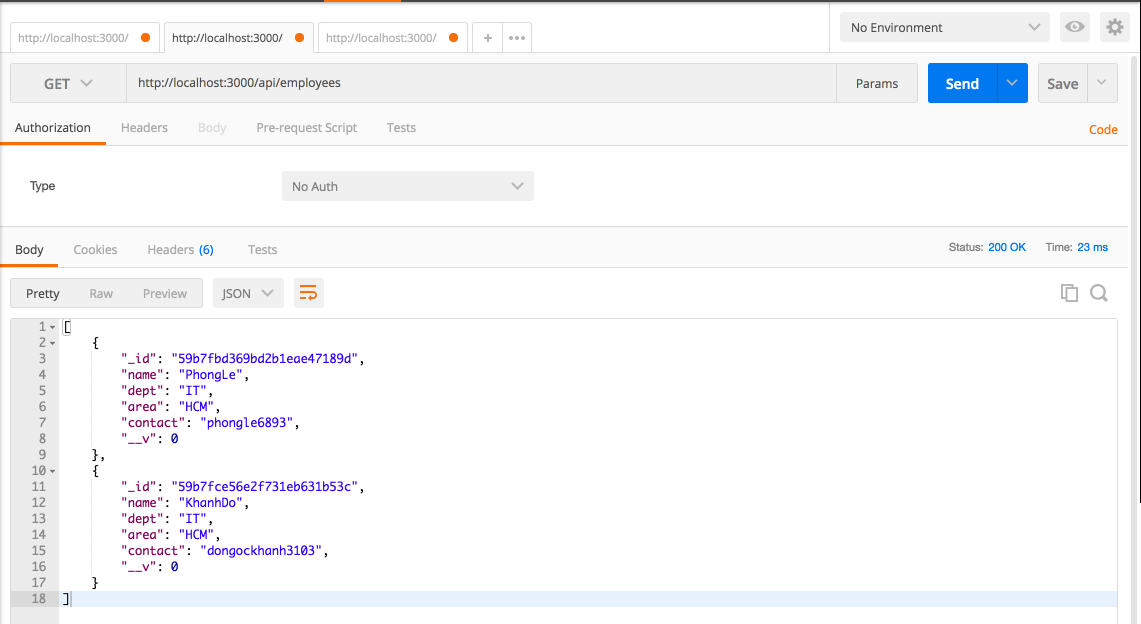 http://localhost:3000/ http://localhost:3000/ http://localhost:3000/ + ••• No Environment
GET http://localhost:3000/api/employees Params Send Save
Authorization Headers Body Pre-request Script Tests Code
Type No Auth
Body Cookies Headers (6) Tests Status: 200 OK Time: 23 ms
Pretty Raw Preview JSON
1 [
2 {
3 "_id": "59b7fbd369bd2b1eae47189d",
4 "name": "PhongLe",
5 "dept": "IT",
6 "area": "HCM",
7 "contact": "phongle6893",
8 "__v": 0
9 },
10 {
11 "_id": "59b7fce56e2f731eb631b53c",
12 "name": "KhanhDo",
13 "dept": "IT",
14 "area": "HCM",
15 "contact": "dongockhanh3103",
16 "__v": 0
17 }
18 ]